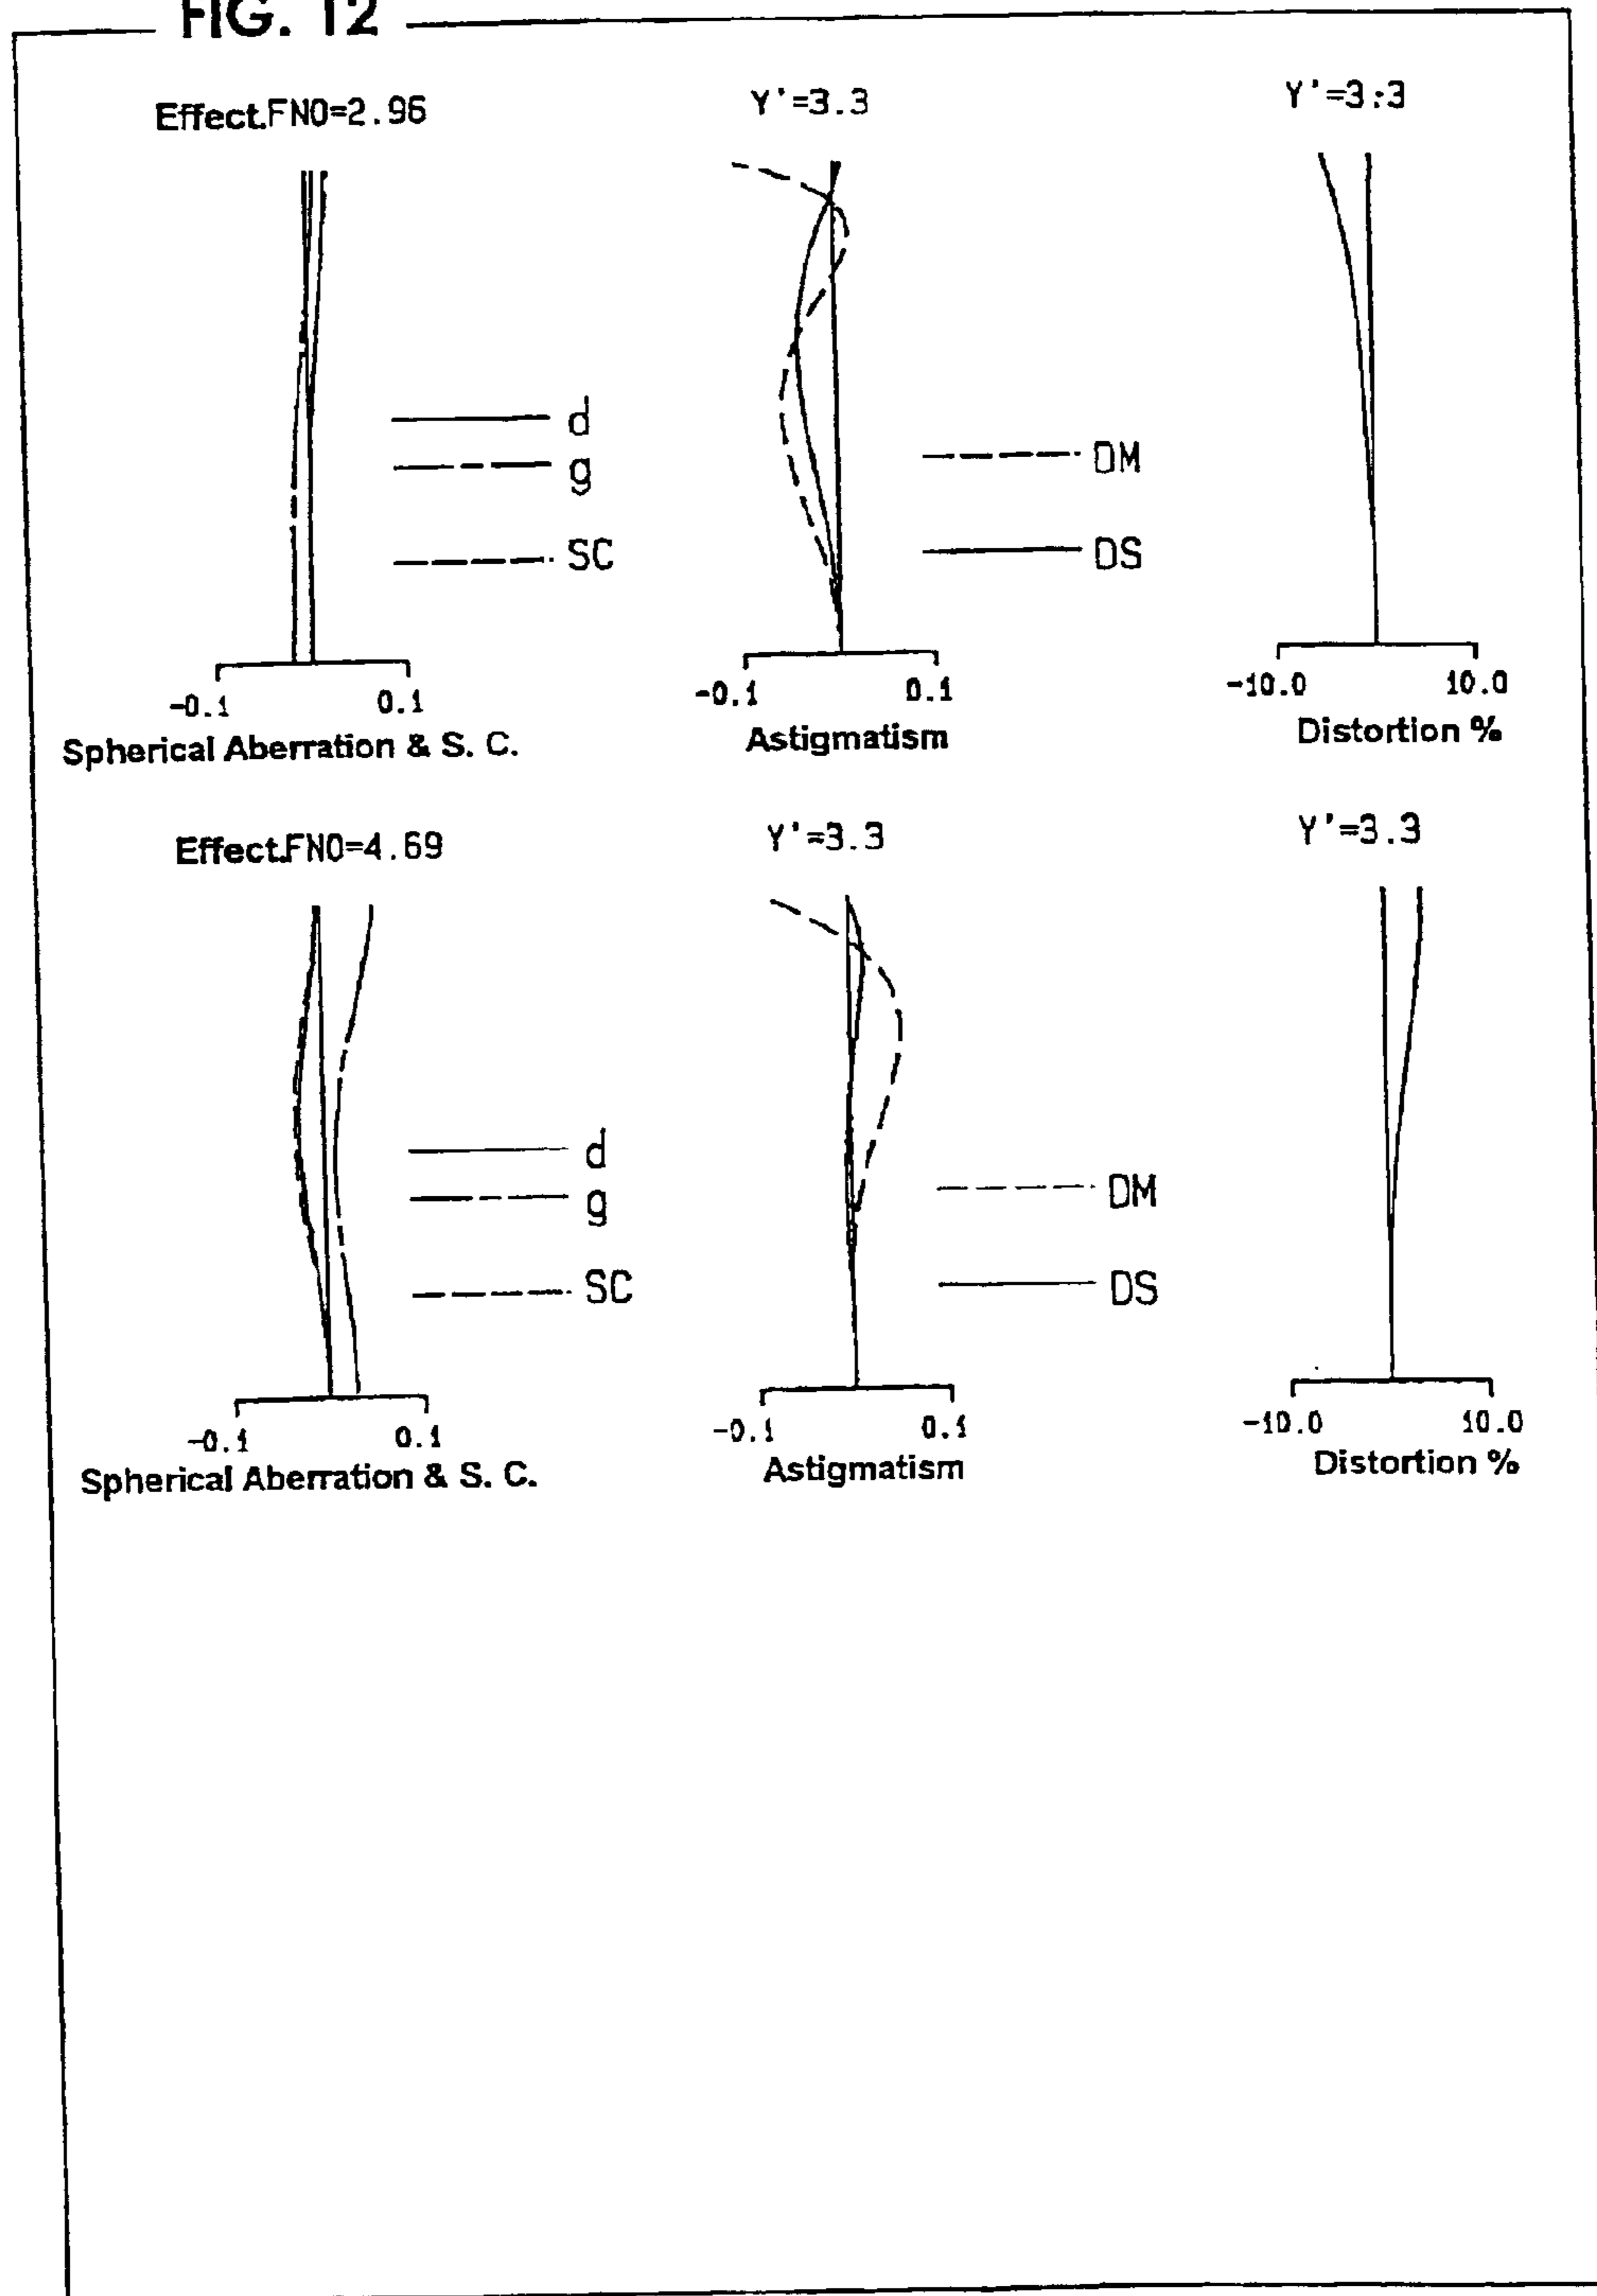 FIG. 12
Effect.FNO=2.96
Y'=3.3
Y'=3.3
d
g
SC
DM
DS
-0.1 0.1
Spherical Aberration & S. C.
-0.1 0.1
Astigmatism
-10.0 10.0
Distortion %
Effect.FNO=4.69
Y'=3.3
Y'=3.3
d
g
SC
DM
DS
-0.1 0.1
Spherical Aberration & S. C.
-0.1 0.1
Astigmatism
-10.0 10.0
Distortion %